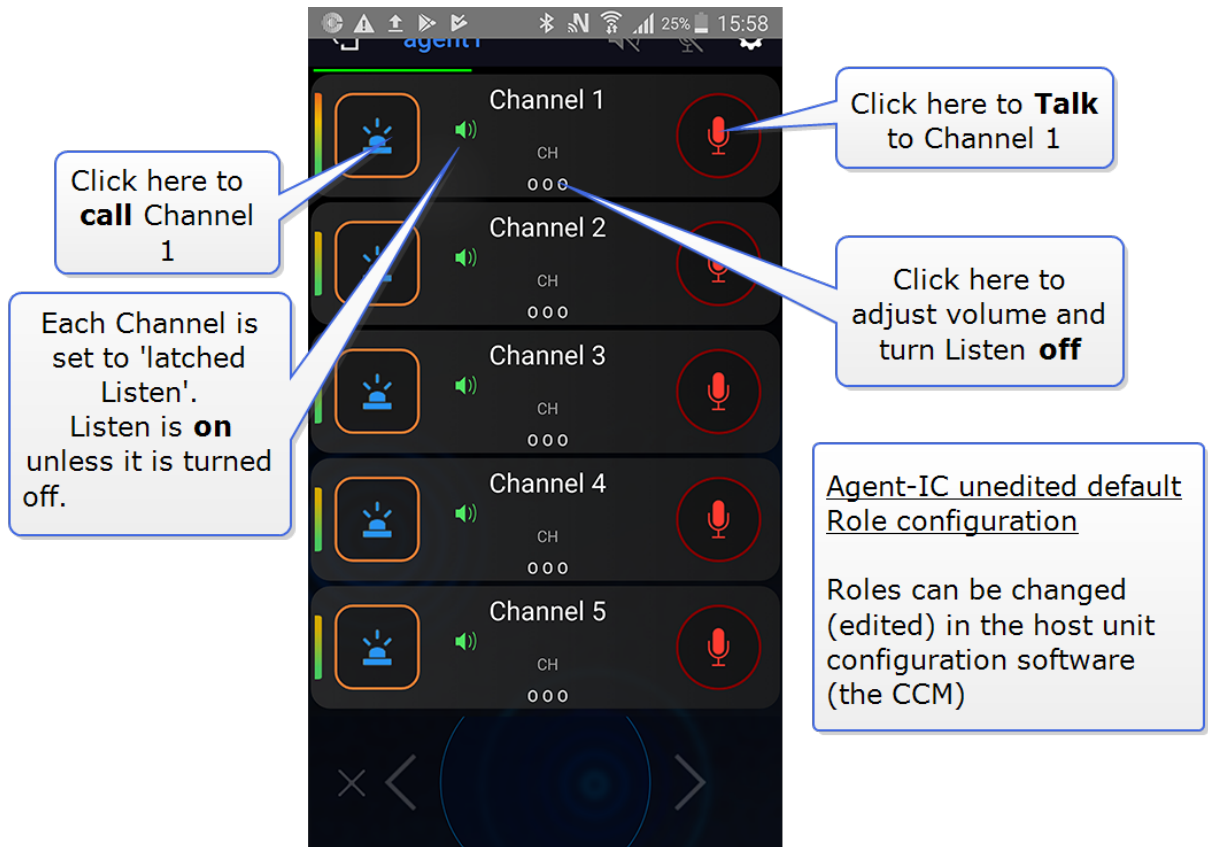 25% 15:58
agent1
Channel 1
CH
ooo
Channel 2
CH
ooo
Channel 3
CH
ooo
Channel 4
CH
ooo
Channel 5
CH
ooo
Click here to
call Channel
1
Each Channel is
set to 'latched
Listen'.
Listen is on
unless it is turned
off.
Click here to Talk
to Channel 1
Click here to
adjust volume and
turn Listen off
Agent-IC unedited default
Role configuration
Roles can be changed
(edited) in the host unit
configuration software
(the CCM)